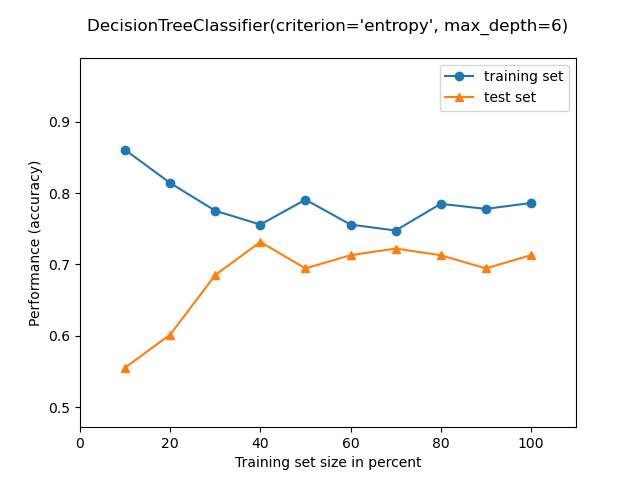 DecisionTreeClassifier(criterion='entropy', max_depth=6)
training set
test set
0.9
0.8
0.7
0.6
0.5
Performance (accuracy)
0 20 40 60 80 100
Training set size in percent